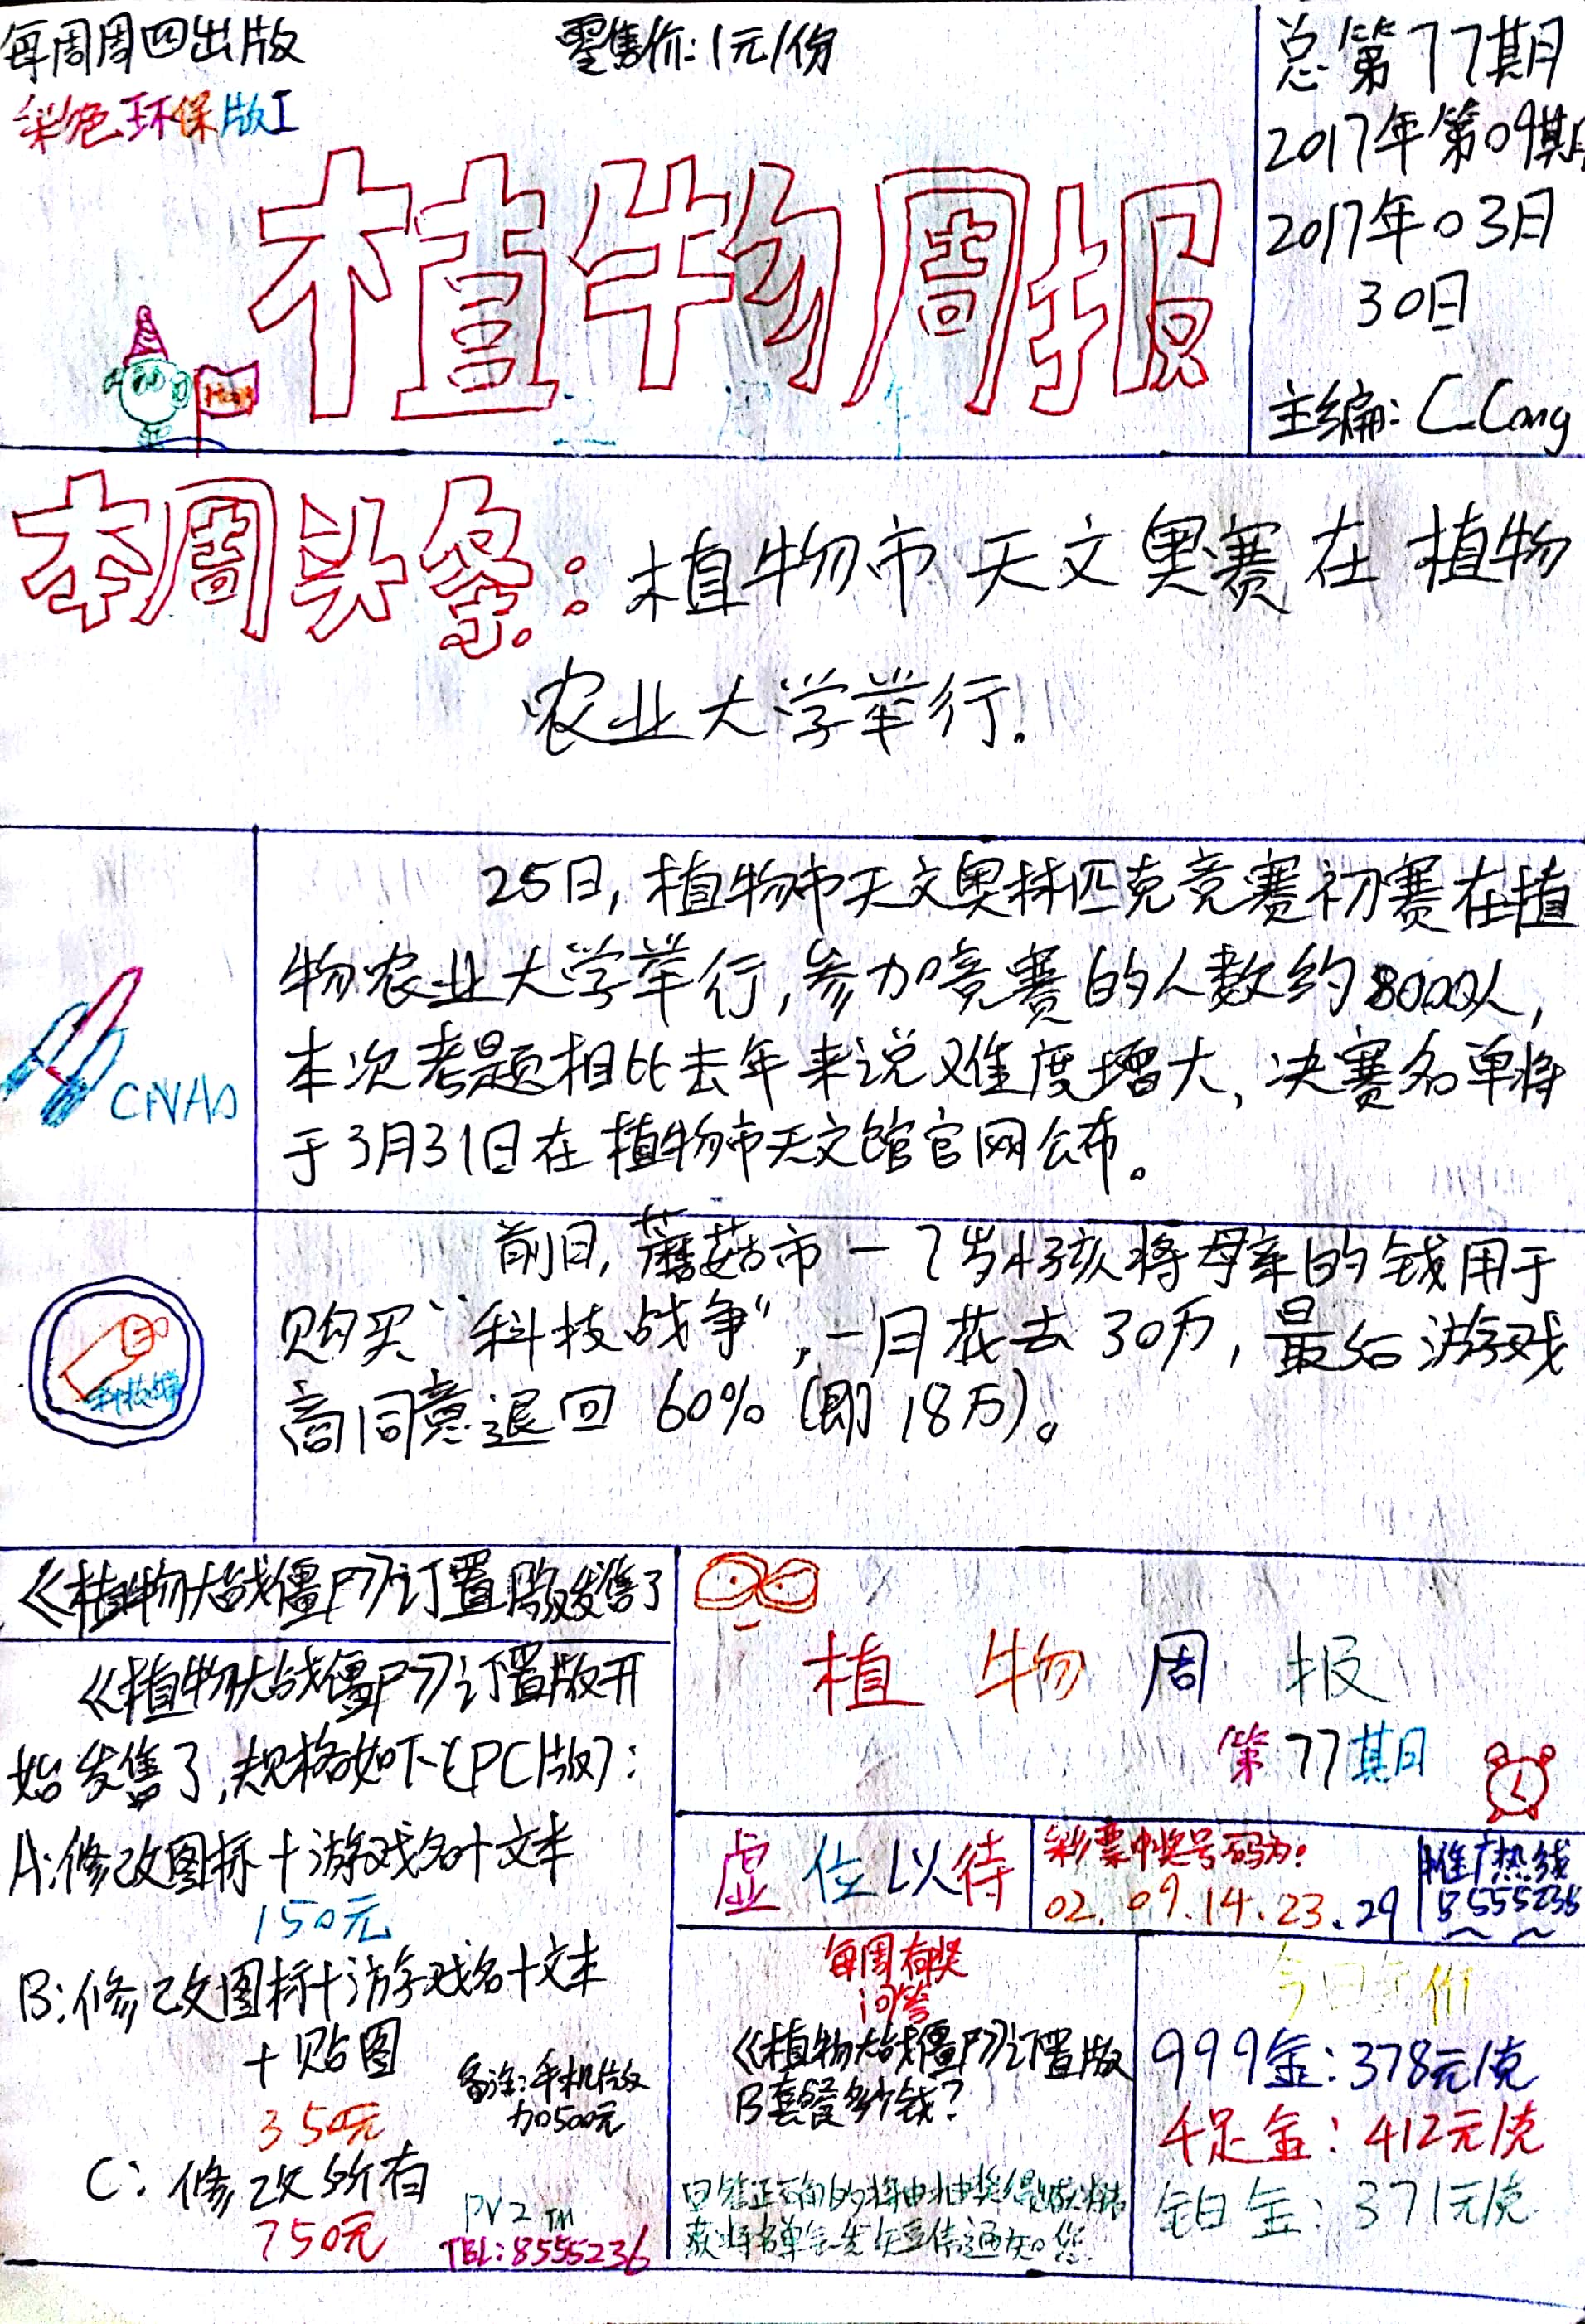 每周周四出版
零售价:1元/份
彩色环保版I
总第77期
2017年第09期
2017年03月
30日
主编: CCong
植物周报
三周年
本周头条:植物市天文奥赛在植物
农业大学举行.
25日,植物市天文奥林匹克竞赛初赛在植
物农业大学举行,参加竞赛的人数约8000人,
本次考题相比去年来说难度增大,决赛名单将
于3月31日在植物市天文馆官网公布。
CNAO
前日,蘑菇市一7岁小孩将母亲的钱用于
购买“科技战争”,一月花去30万,最后游戏
商同意退回60%(即18万)。
科技战争
《植物大战僵尸》订置版发售了
《植物大战僵尸》订置版开
始发售了,规格如下(PC版):
A:修改图标+游戏名+文本
150元
B:修改图标+游戏名+文本
+贴图
350元
备注:手机版
加500元
C:修改所有
750元
PVZ TM
TEL:8555236
植物周报
第77期
虚位以待
彩票中奖号码为:
02.09.14.23.29
推广热线
8555236
每周有奖
问答
《植物大战僵尸》订置版
B套餐多少钱?
回答正确的将由抽奖
获奖名单会先在 通知您
今日 价
999金:378元/克
千足金:412元/克
铂金:371元/克